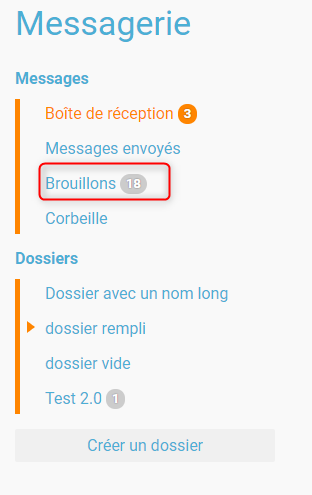 Messagerie
Messages
Boîte de réception 3
Messages envoyés
Brouillons 18
Corbeille
Dossiers
Dossier avec un nom long
dossier rempli
dossier vide
Test 2.0 1
Créer un dossier